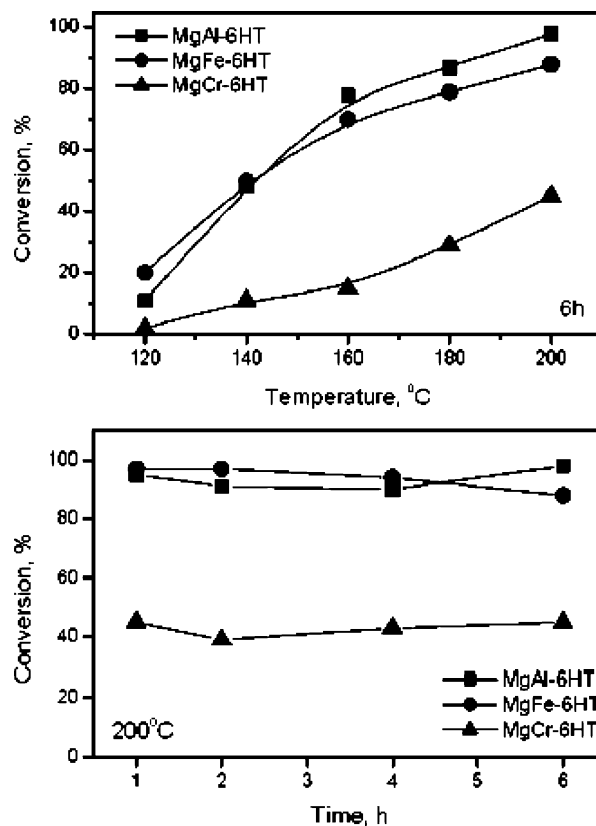 100
MgAl-6HT
MgFe-6HT
MgCr-6HT
80
60
40
20
0
Conversion, %
6h
120 140 160 180 200
Temperature, ⁰C
100
80
60
40
20
0
Conversion, %
MgAl-6HT
MgFe-6HT
MgCr-6HT
200⁰C
1 2 3 4 5 6
Time, h